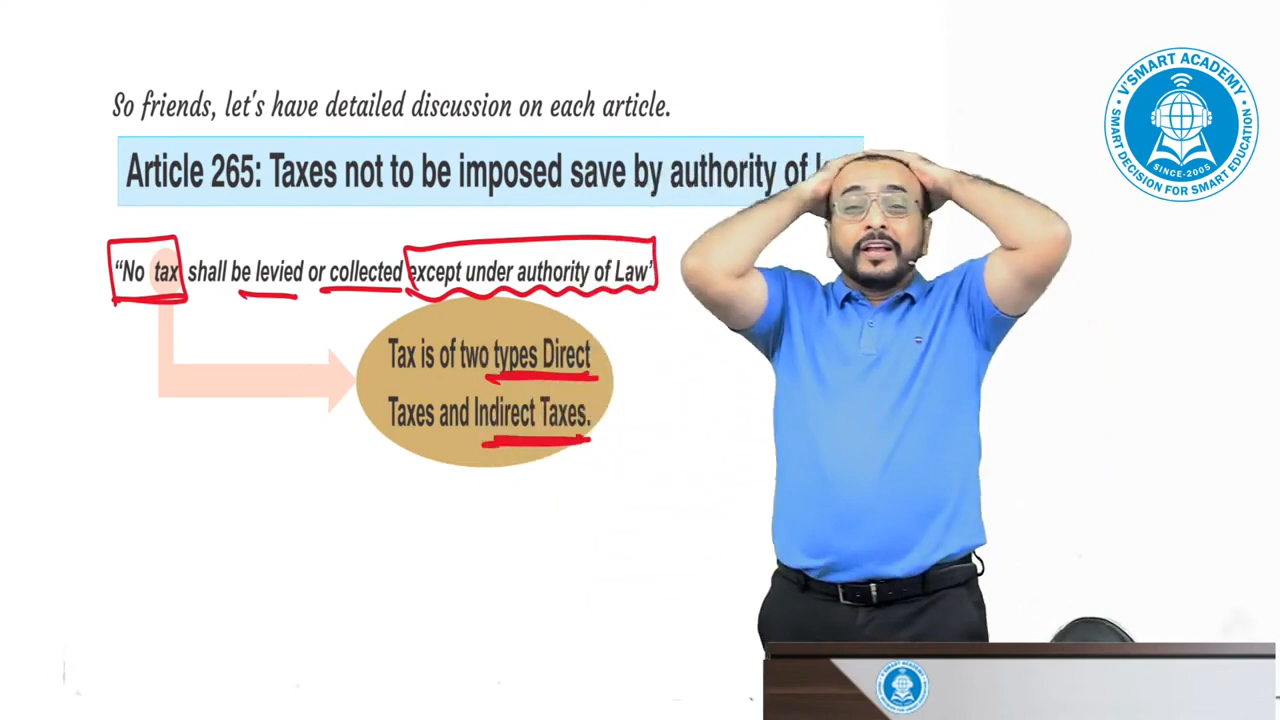 So friends, let's have detailed discussion on each article.
Article 265: Taxes not to be imposed save by authority of
“No tax shall be levied or collected except under authority of Law’
Tax is of two types Direct
Taxes and Indirect Taxes.
V'SMART ACADEMY
SINCE-2005
SMART DECISION FOR SMART EDUCATION
V'SMART ACADEMY